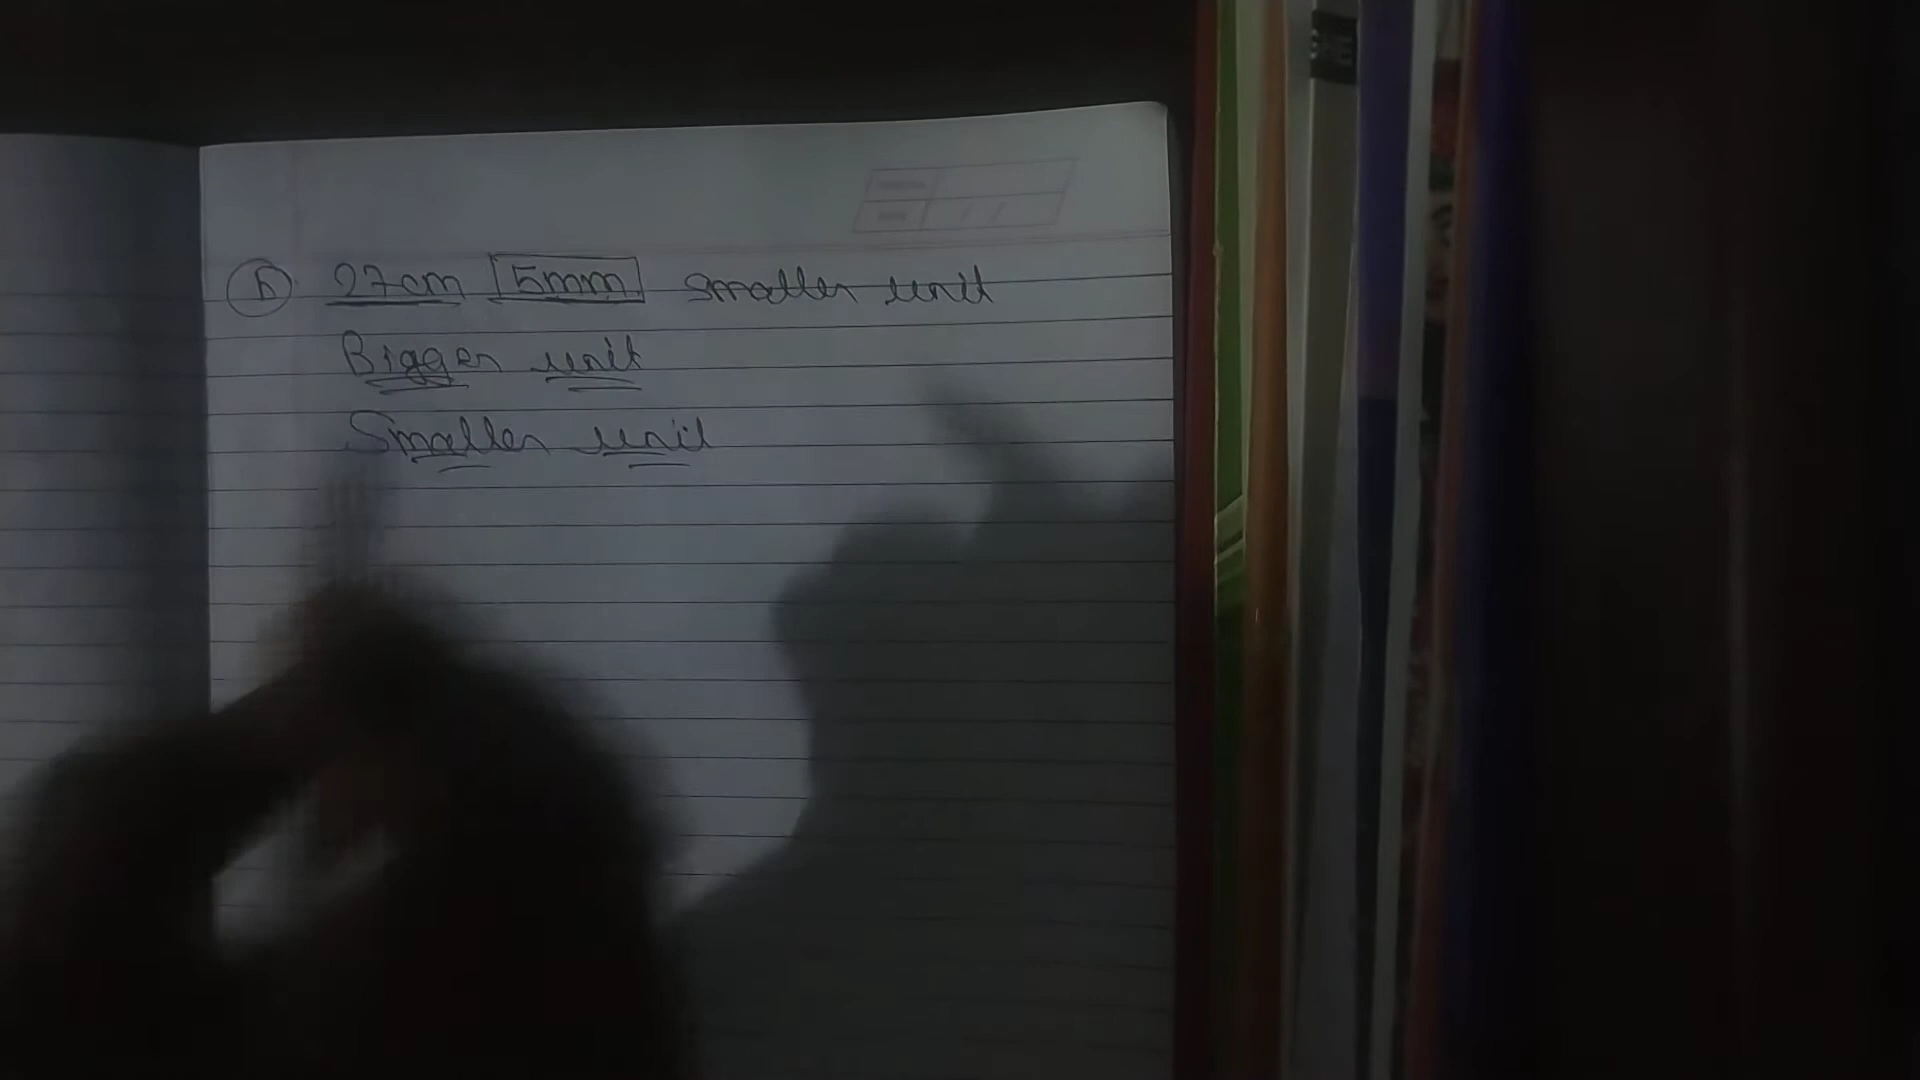 h 27cm 5mm smaller unit
Bigger unit
Smaller unit